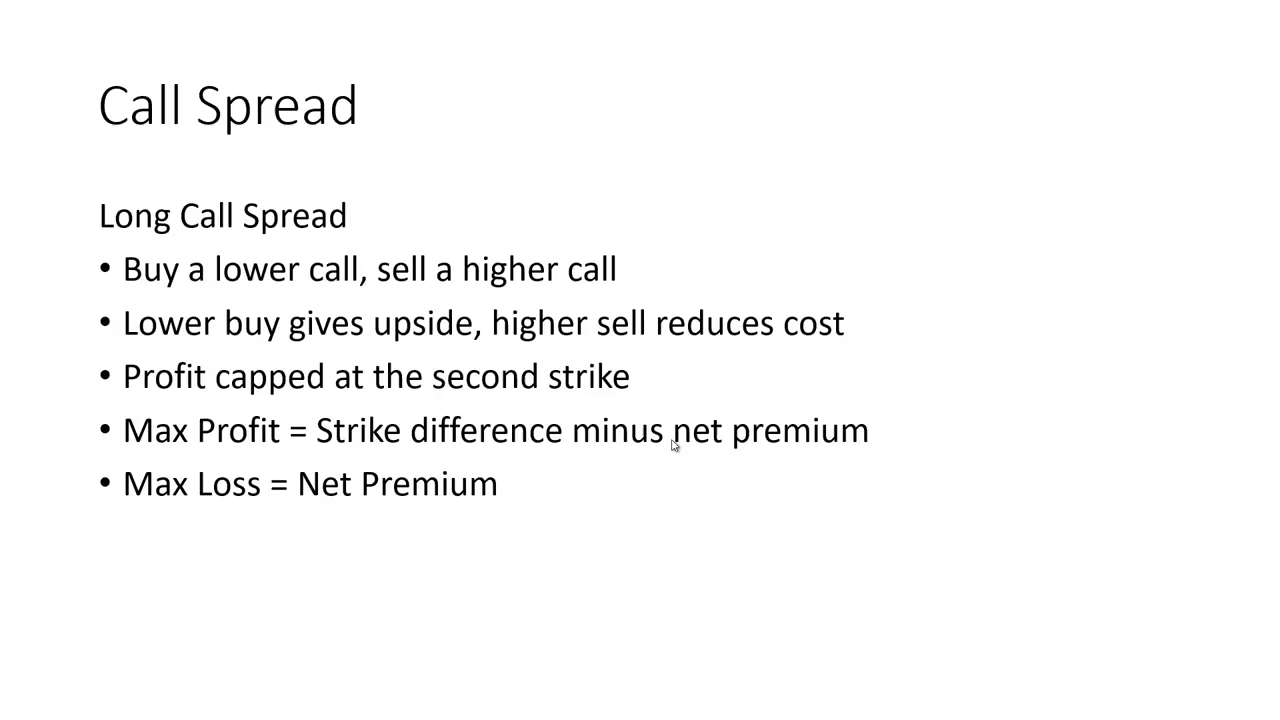 Call Spread
Long Call Spread
• Buy a lower call, sell a higher call
• Lower buy gives upside, higher sell reduces cost
• Profit capped at the second strike
• Max Profit = Strike difference minus net premium
• Max Loss = Net Premium